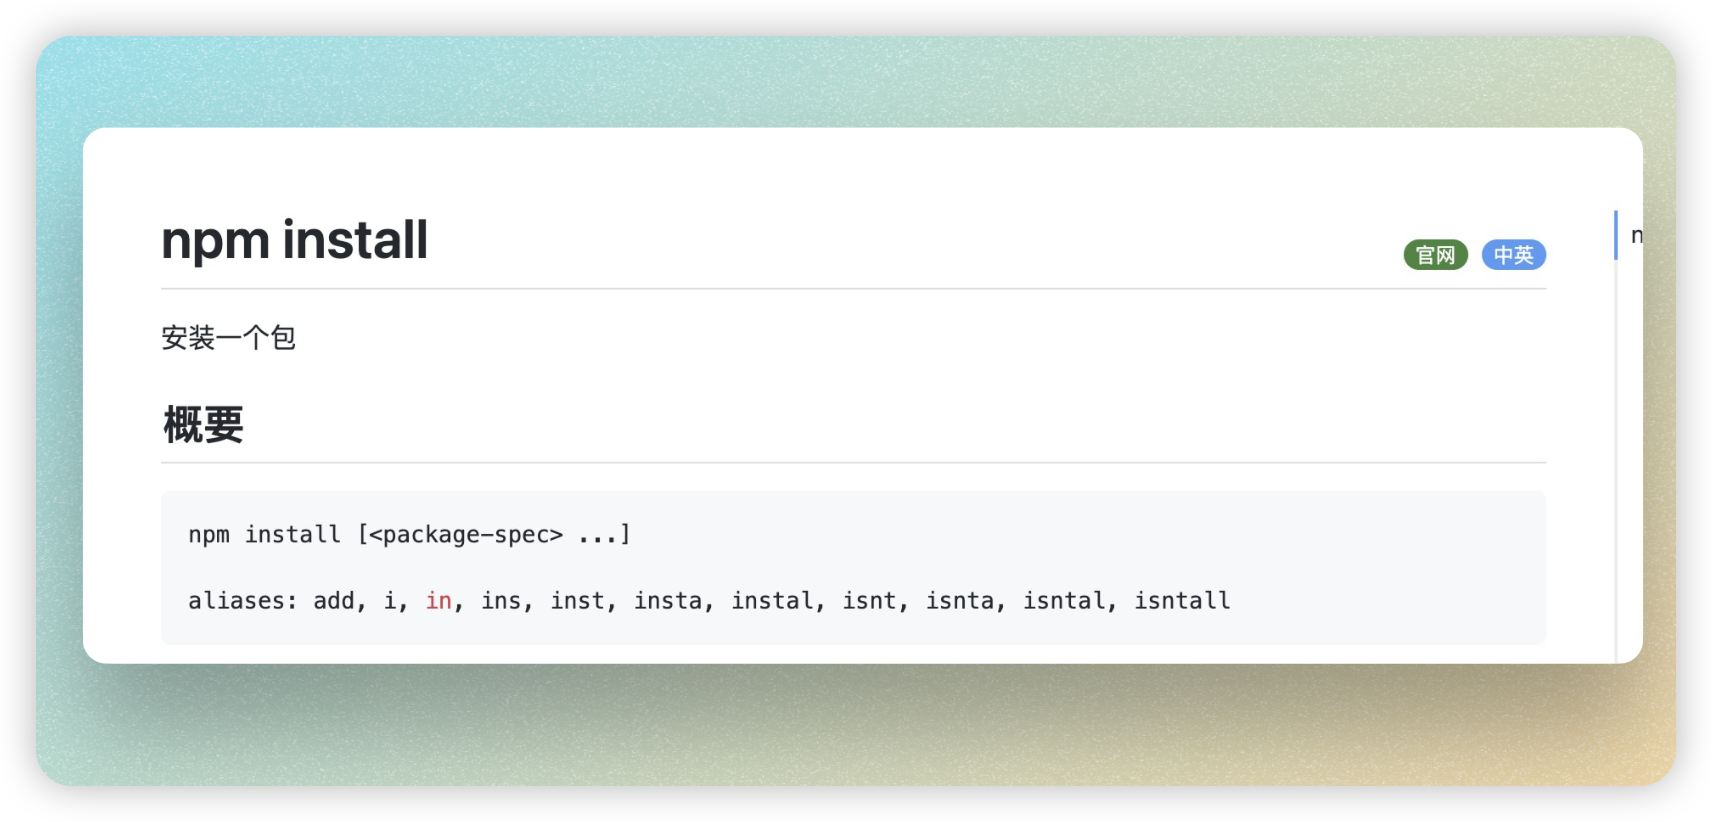 npm install
官网 中英
n
安装一个包
概要
npm install [<package-spec> ...]
aliases: add, i, in, ins, inst, insta, instal, isnt, isnta, isntal, isntall